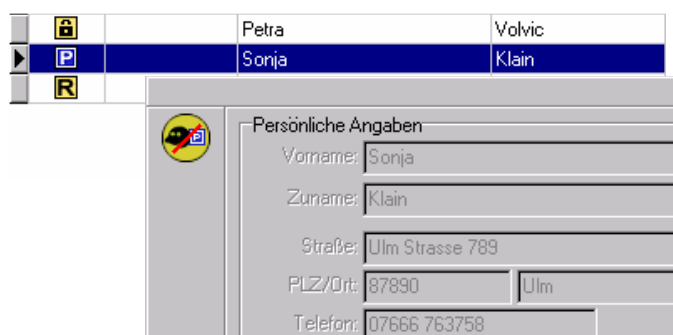 Petra Volvic
P Sonja Klain
R
P
Persönliche Angaben
Vorname: Sonja
Zuname: Klain
Straße: Ulm Strasse 789
PLZ/Ort: 87890 Ulm
Telefon: 07666 763758